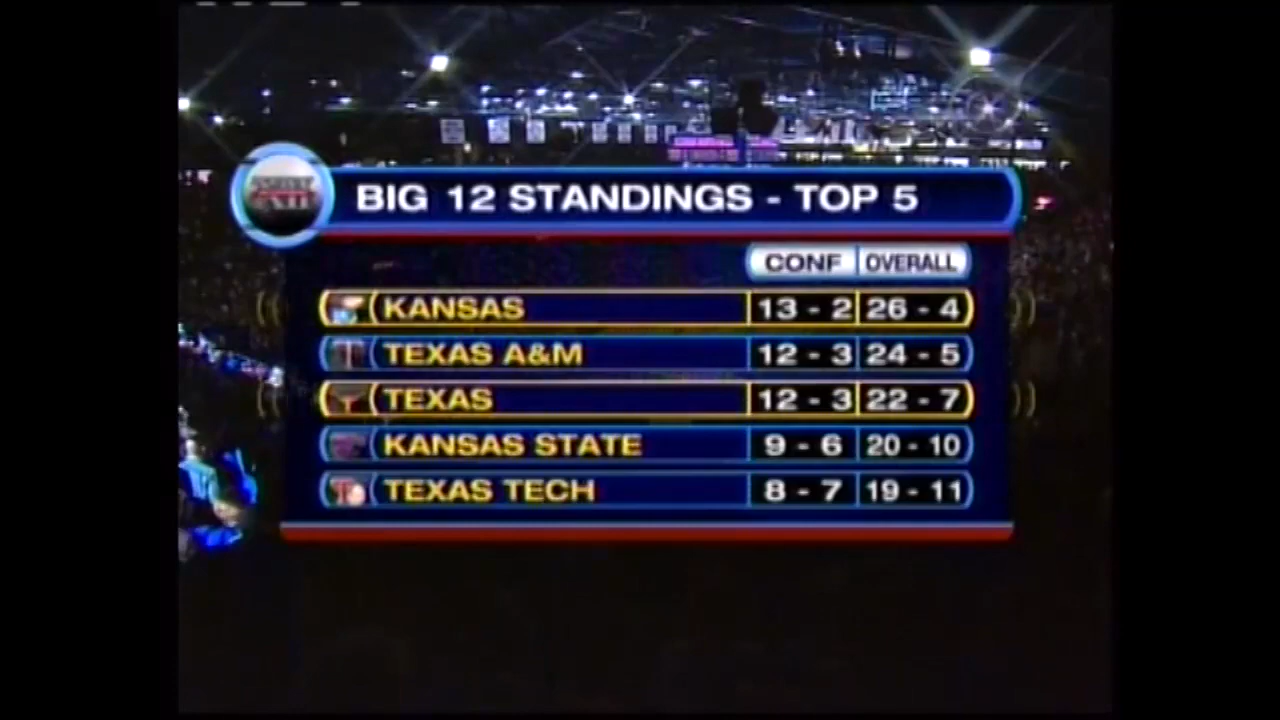 BIG 12 STANDINGS - TOP 5
CONF OVERALL
KANSAS 13 - 2 26 - 4
TEXAS A&M 12 - 3 24 - 5
TEXAS 12 - 3 22 - 7
KANSAS STATE 9 - 6 20 - 10
TEXAS TECH 8 - 7 19 - 11